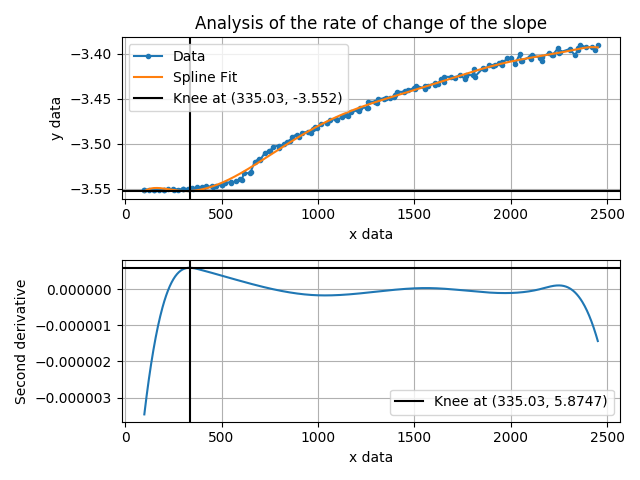 Analysis of the rate of change of the slope
−3.40
−3.45
−3.50
−3.55
y data
Data
Spline Fit
Knee at (335.03, -3.552)
0
500
1000
1500
2000
2500
x data
0.000000
−0.000001
−0.000002
−0.000003
Second derivative
Knee at (335.03, 5.8747)
0
500
1000
1500
2000
2500
x data